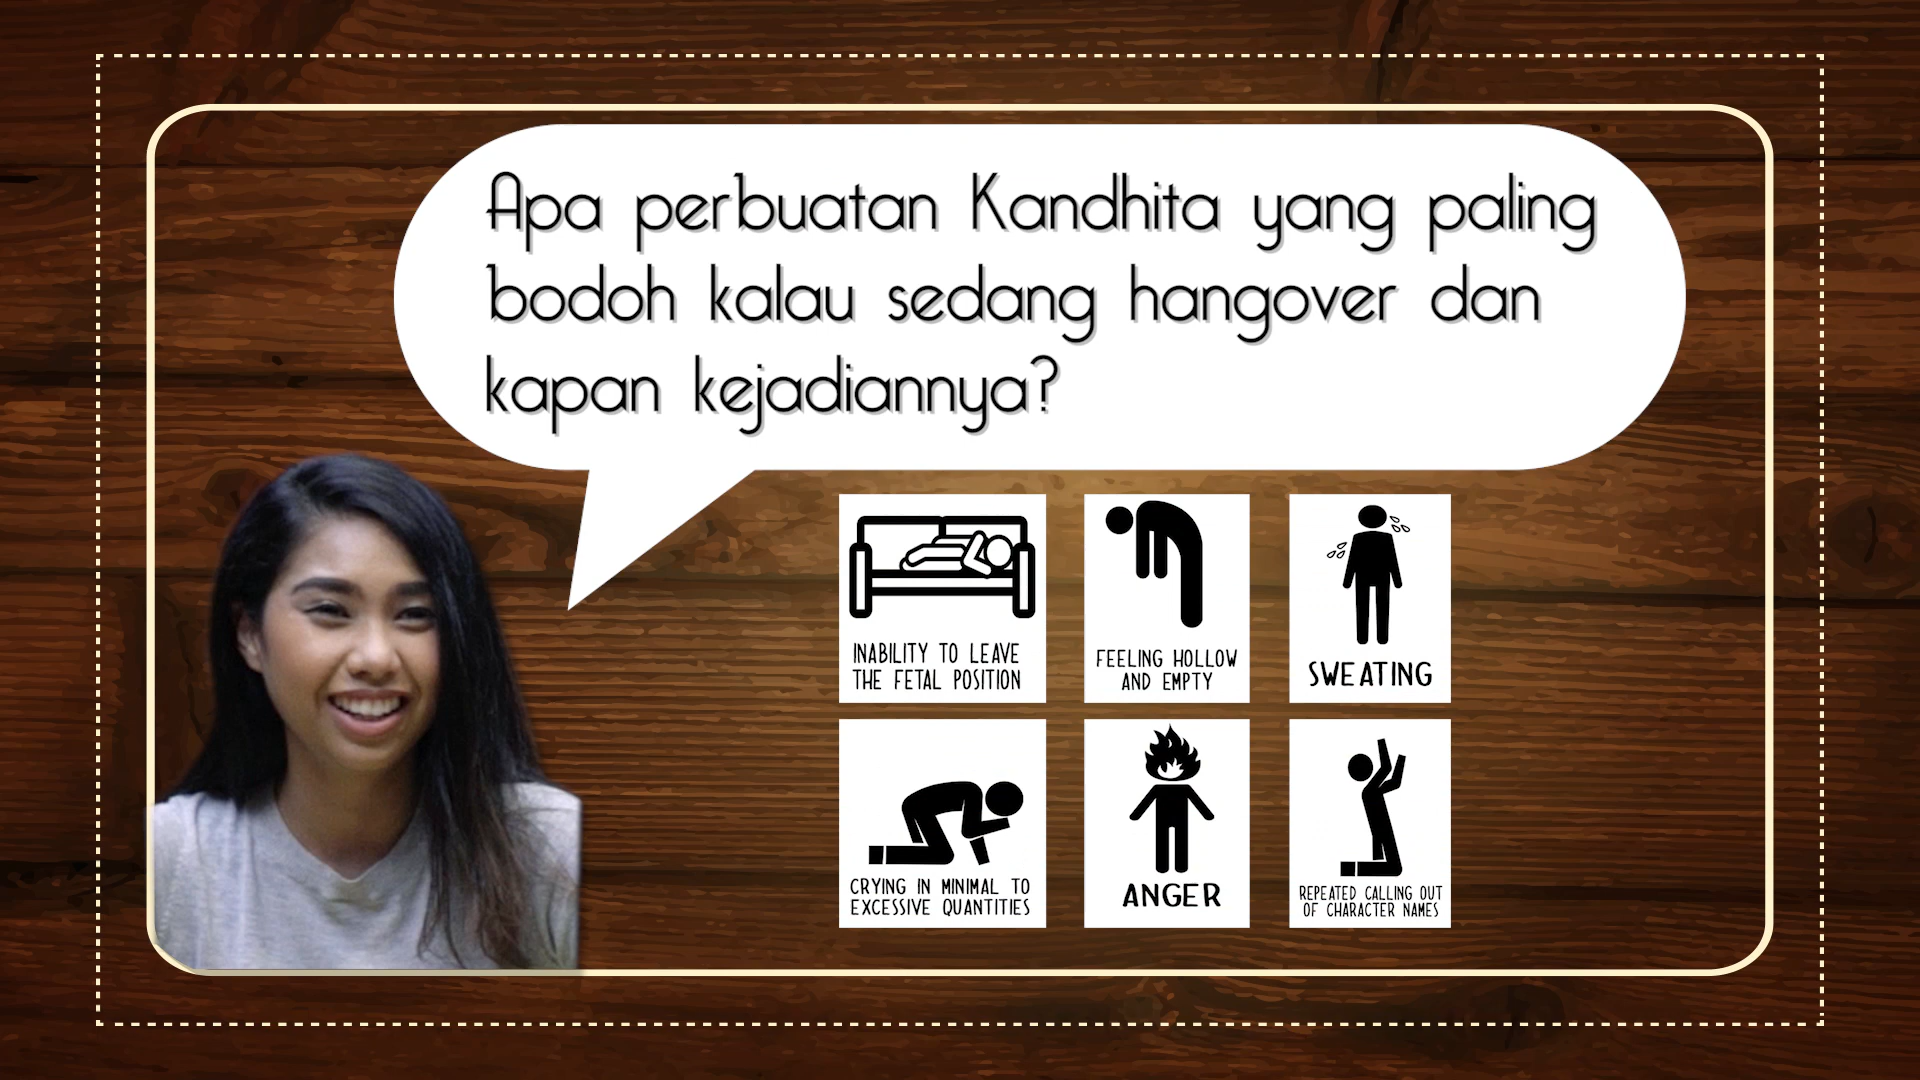 Apa perbuatan Kandhita yang paling
bodoh kalau sedang hangover dan
kapan kejadiannya?
INABILITY TO LEAVE
THE FETAL POSITION
FEELING HOLLOW
AND EMPTY
SWEATING
CRYING IN MINIMAL TO
EXCESSIVE QUANTITIES
ANGER
REPEATED CALLING OUT
OF CHARACTER NAMES